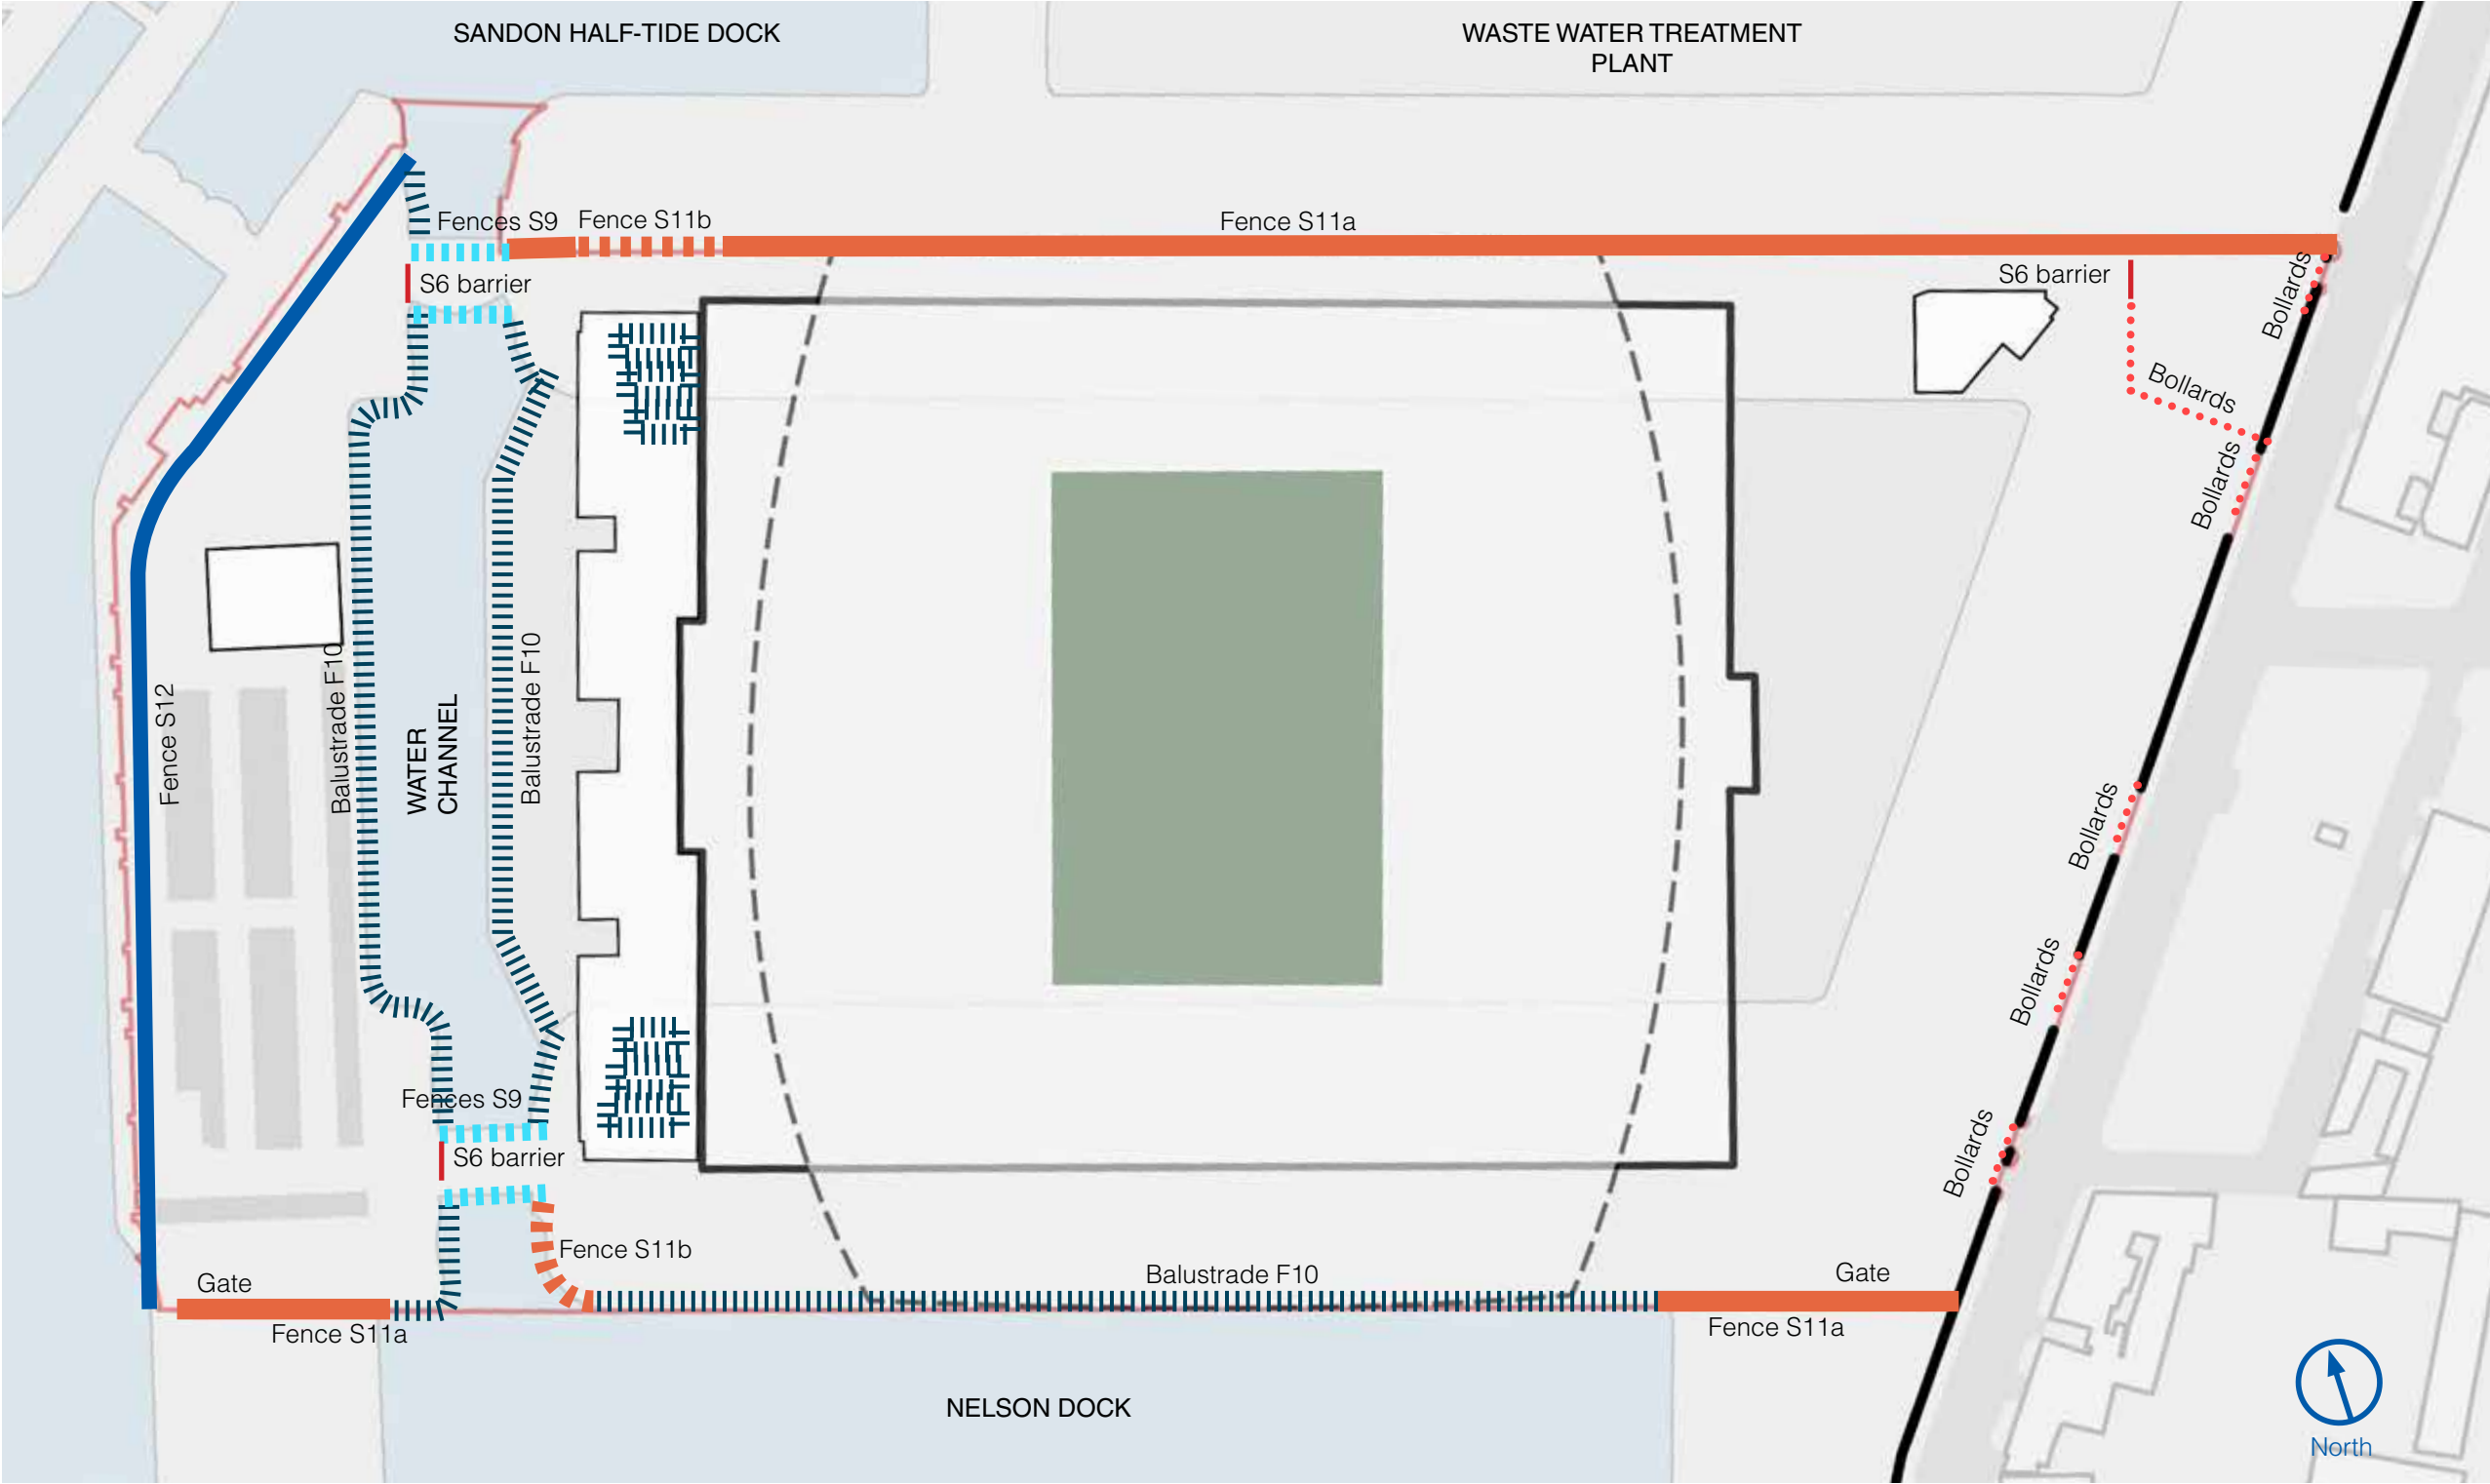 SANDON HALF-TIDE DOCK
WASTE WATER TREATMENT
PLANT
Fences S9
Fence S11b
Fence S11a
S6 barrier
S6 barrier
Bollards
Bollards
Bollards
Fence S12
Balustrade F10
WATER
CHANNEL
Balustrade F10
Bollards
Bollards
Bollards
Fences S9
S6 barrier
Fence S11b
Gate
Fence S11a
Balustrade F10
Gate
Fence S11a
NELSON DOCK
North